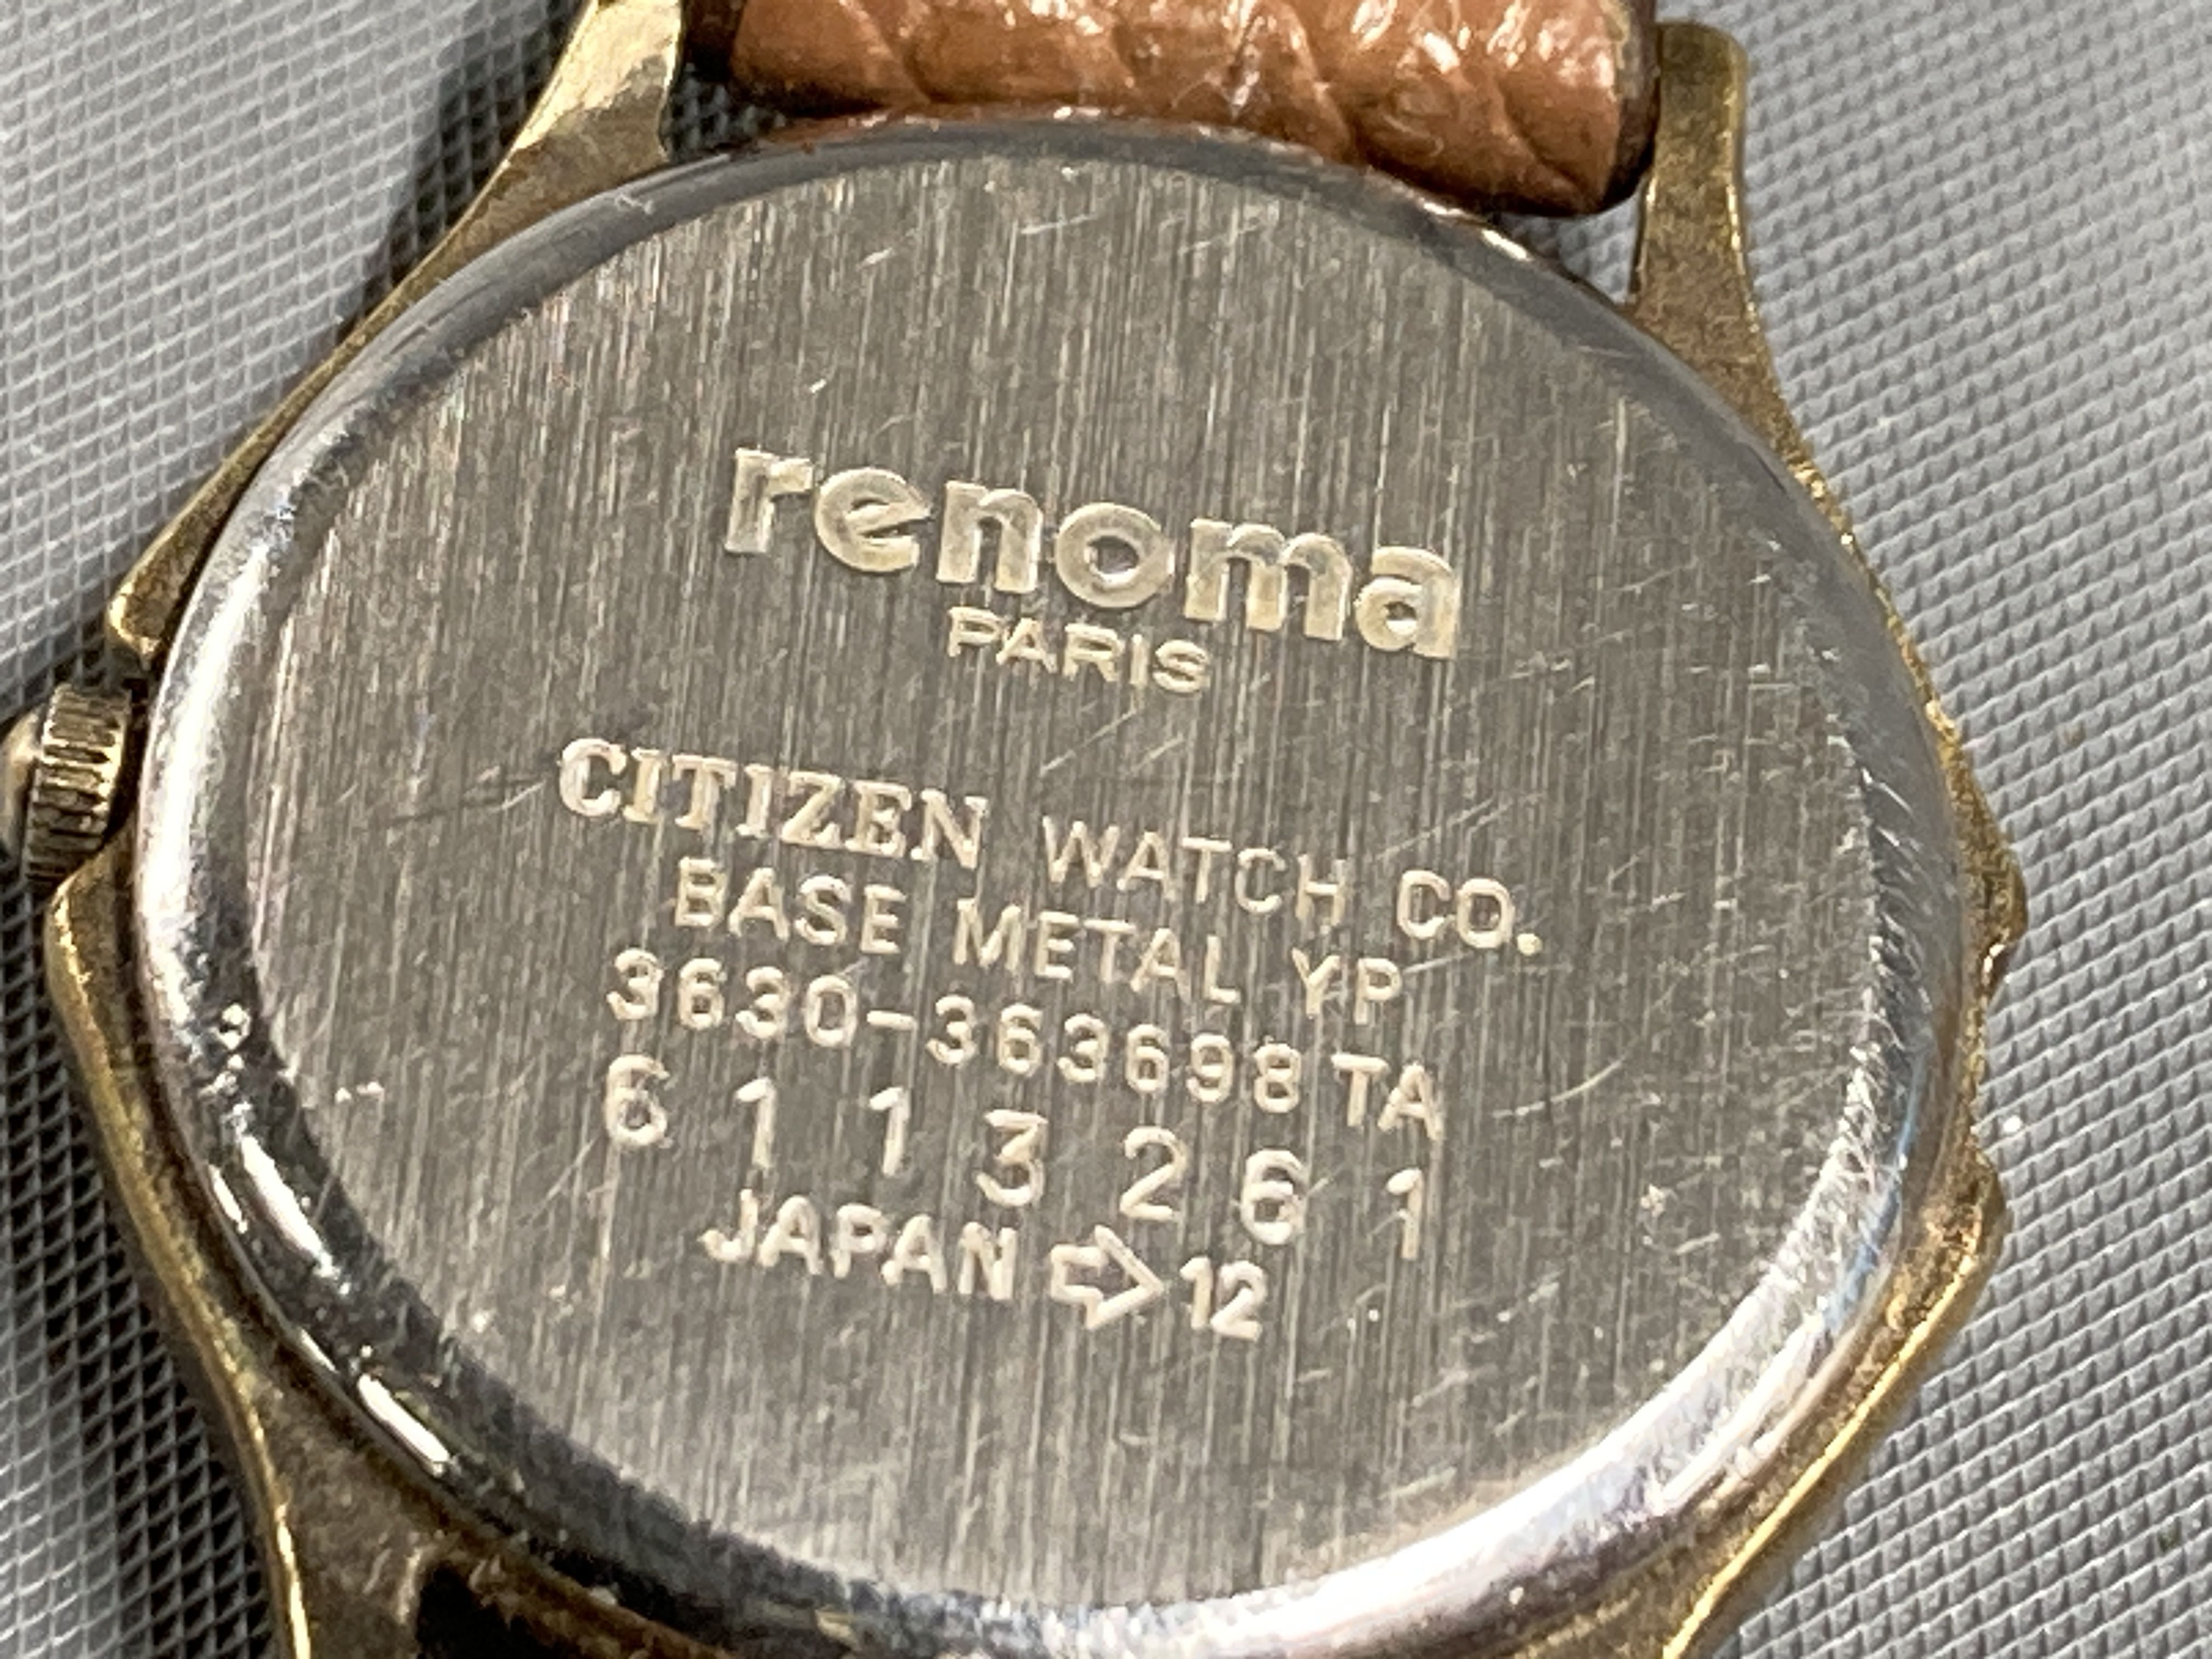 renoma
PARIS
CITIZEN WATCH CO.
BASE METAL YP
3630-363698 TA
6 1 1 3 2 6 1
JAPAN ⇨12